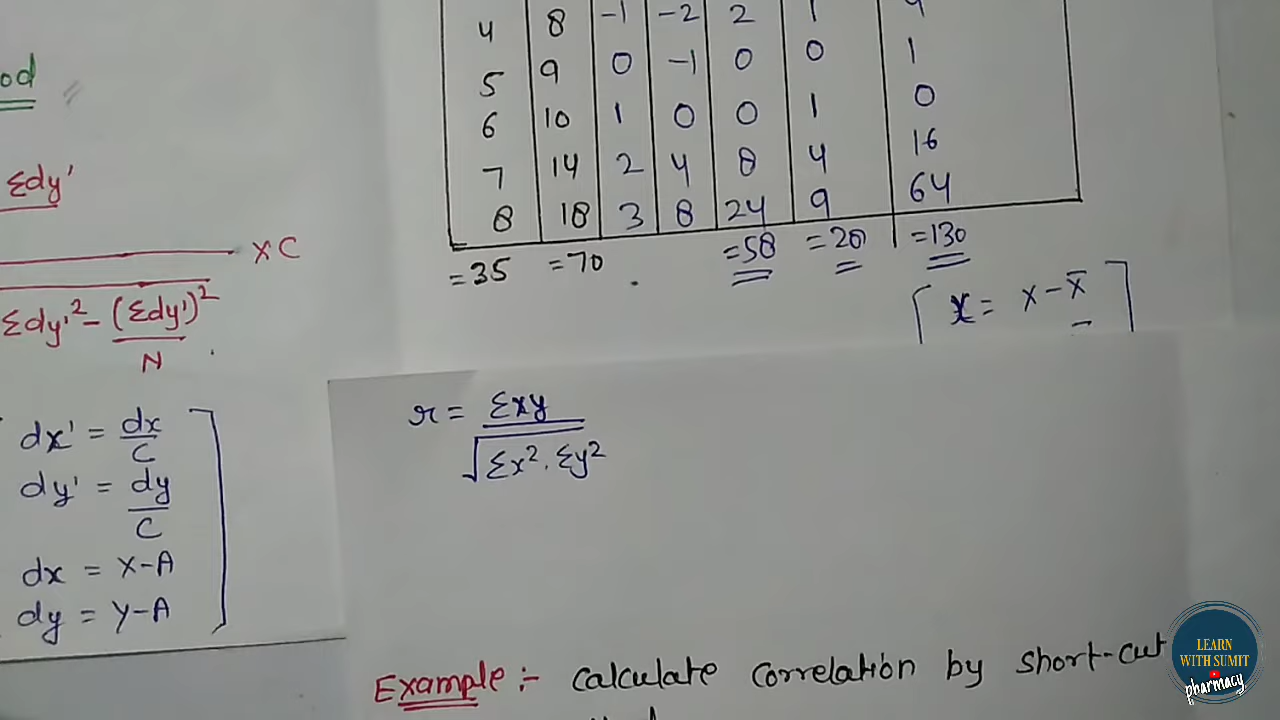 od
Σdy'
x C
Σdy'² - (Σdy')²
N
dx' = dx
C
dy' = dy
C
dx = x-A
dy = y-A
4 8 -1 -2 2 1
5 9 0 -1 0 0 1
6 10 1 0 0 1 0
7 14 2 4 8 4 16
8 18 3 8 24 9 64
=35 =70 =58 =20 =130
x = x - x̄
r = Σxy
√Σx². Σy²
Example :- calculate correlation by short-cut
LEARN
WITH SUMIT
pharmacy